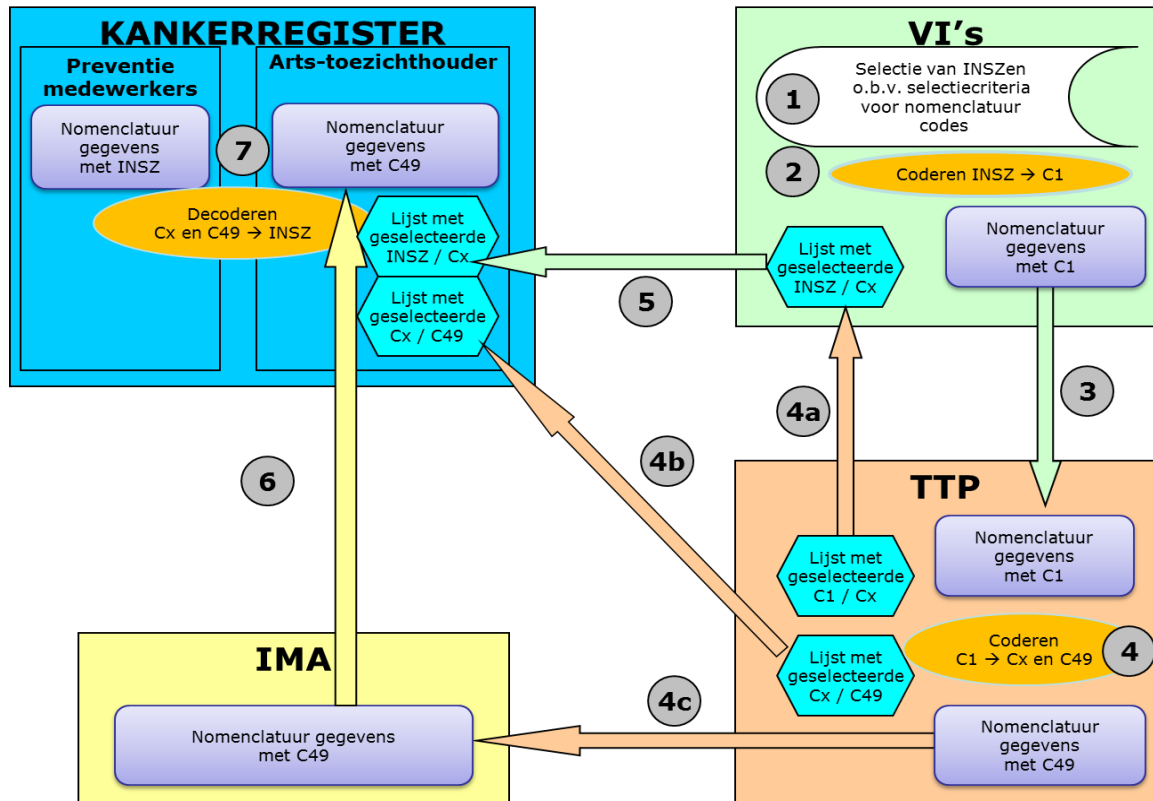 KANKERREGISTER
Preventie
medewerkers
Nomenclatuur
gegevens
met INSZ
7
Arts-toezichthouder
Nomenclatuur
gegevens
met C49
Decoderen
Cx en C49 → INSZ
Lijst met
geselecteerde
INSZ / Cx
Lijst met
geselecteerde
Cx / C49
VI's
1
Selectie van INSZen
o.b.v. selectiecriteria
voor nomenclatuur
codes
2
Coderen INSZ → C1
Lijst met
geselecteerde
INSZ / Cx
Nomenclatuur
gegevens
met C1
5
3
4a
4b
6
TTP
Nomenclatuur
gegevens
met C1
Lijst met
geselecteerde
C1 / Cx
Coderen
C1 → Cx en C49
4
Lijst met
geselecteerde
Cx / C49
Nomenclatuur
gegevens
met C49
4c
IMA
Nomenclatuur gegevens
met C49